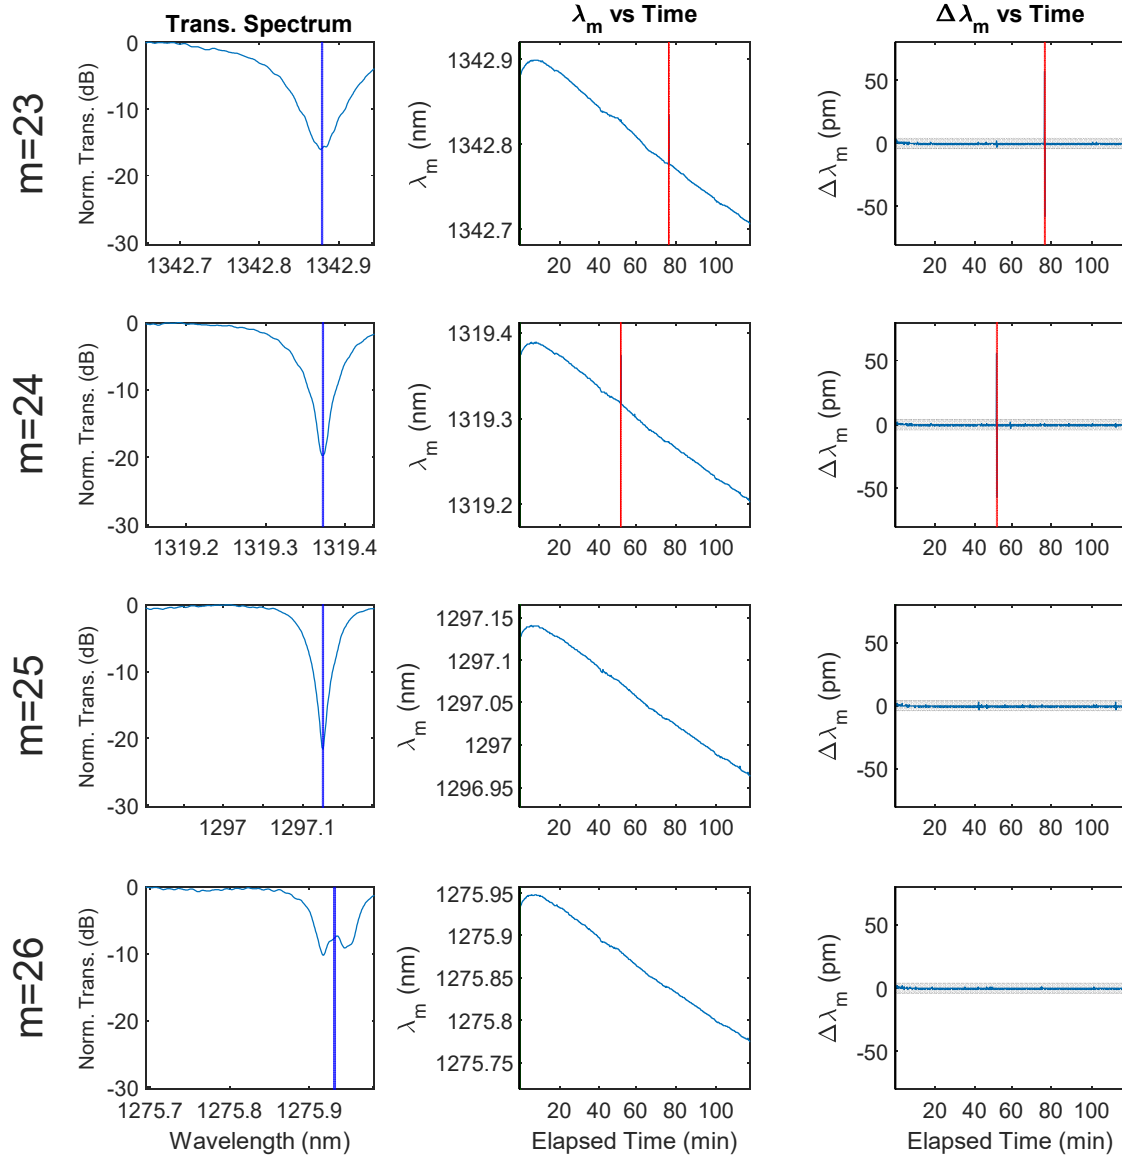 Trans. Spectrum
λm vs Time
Δλm vs Time
m=23
Norm. Trans. (dB)
0
-10
-20
-30
1342.7 1342.8 1342.9
λm (nm)
1342.9
1342.8
1342.7
20 40 60 80 100
Δλm (pm)
50
0
-50
20 40 60 80 100
m=24
Norm. Trans. (dB)
0
-10
-20
-30
1319.2 1319.3 1319.4
λm (nm)
1319.4
1319.3
1319.2
20 40 60 80 100
Δλm (pm)
50
0
-50
20 40 60 80 100
m=25
Norm. Trans. (dB)
0
-10
-20
-30
1297 1297.1
λm (nm)
1297.15
1297.1
1297.05
1297
1296.95
20 40 60 80 100
Δλm (pm)
50
0
-50
20 40 60 80 100
m=26
Norm. Trans. (dB)
0
-10
-20
-30
1275.7 1275.8 1275.9
Wavelength (nm)
λm (nm)
1275.95
1275.9
1275.85
1275.8
1275.75
20 40 60 80 100
Elapsed Time (min)
Δλm (pm)
50
0
-50
20 40 60 80 100
Elapsed Time (min)